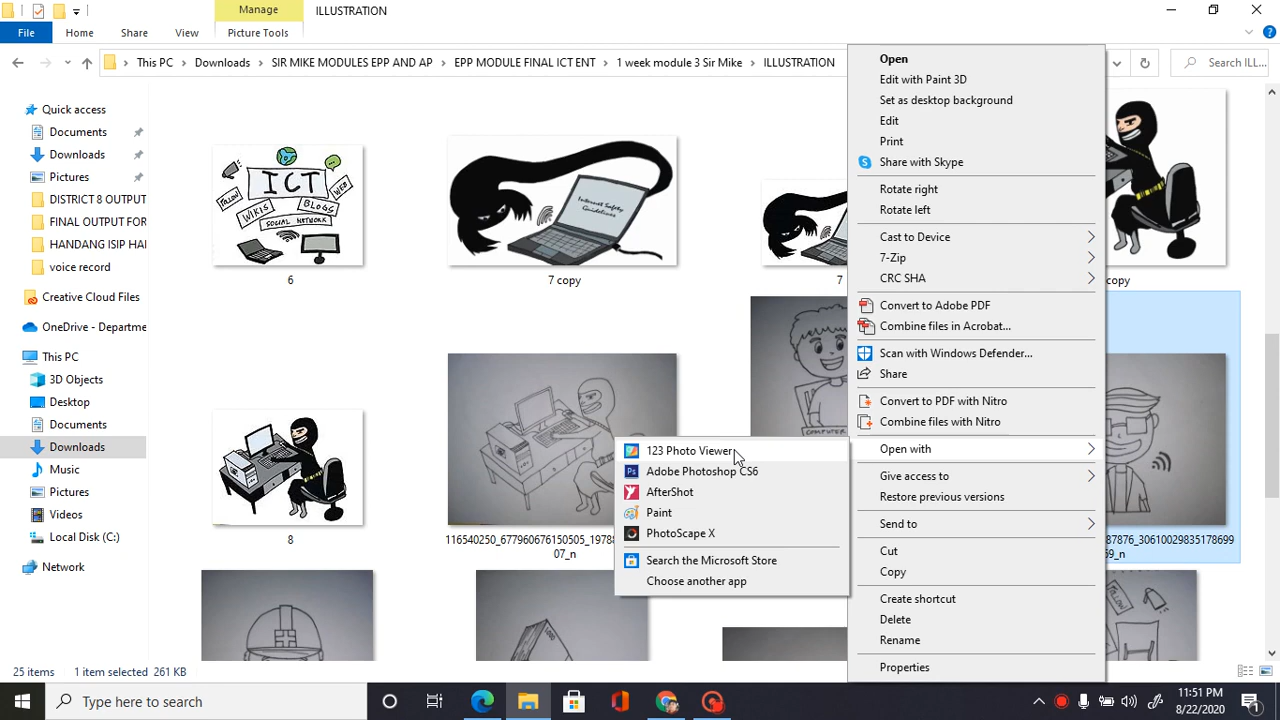 Manage
ILLUSTRATION
File
Home
Share
View
Picture Tools
This PC
Downloads
SIR MIKE MODULES EPP AND AP
EPP MODULE FINAL ICT ENT
1 week module 3 Sir Mike
ILLUSTRATION
Search ILL...
Quick access
Documents
Downloads
Pictures
DISTRICT 8 OUTPUT
FINAL OUTPUT FOR
HANDANG ISIP HAI
voice record
Creative Cloud Files
OneDrive - Departme
This PC
3D Objects
Desktop
Documents
Downloads
Music
Pictures
Videos
Local Disk (C:)
Network
ICT
FOLLOW
WEB
WIKIS
BLOGS
SOCIAL NETWORK
6
Internet Safety
Guidelines
7 copy
7
copy
8
COMPUTER
116540250_677960676150505_19788
07_n
87876_30610029835178699
69_n
FOLLOW
Open
Edit with Paint 3D
Set as desktop background
Edit
Print
Share with Skype
Rotate right
Rotate left
Cast to Device
7-Zip
CRC SHA
Convert to Adobe PDF
Combine files in Acrobat...
Scan with Windows Defender...
Share
Convert to PDF with Nitro
Combine files with Nitro
Open with
Give access to
Restore previous versions
Send to
Cut
Copy
Create shortcut
Delete
Rename
Properties
123 Photo Viewer
Adobe Photoshop CS6
AfterShot
Paint
PhotoScape X
Search the Microsoft Store
Choose another app
25 items
1 item selected 261 KB
Type here to search
11:51 PM
8/22/2020